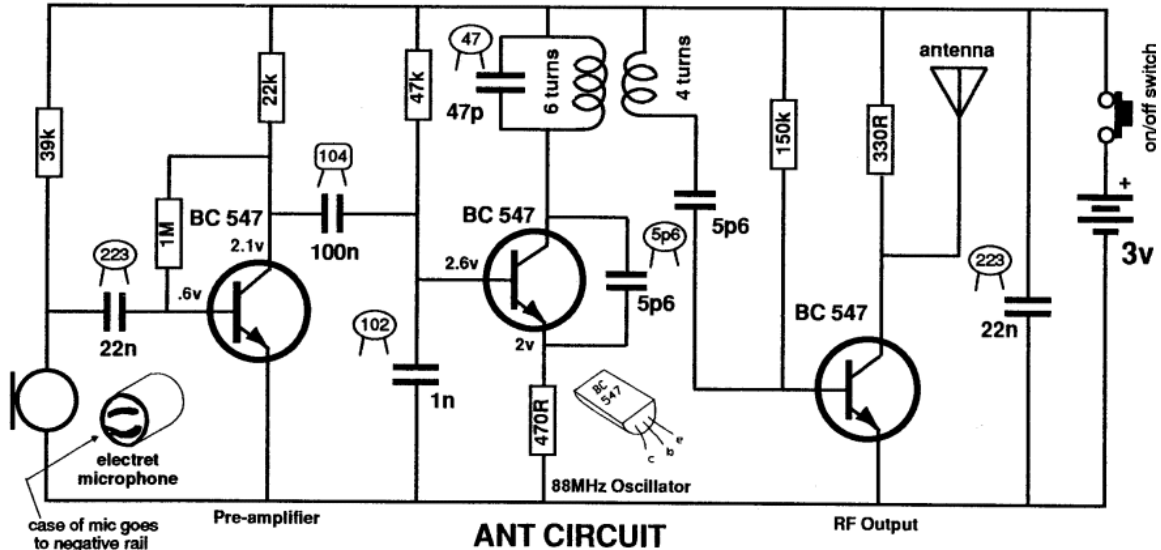 39k
22k
47k
47
47p
6 turns
4 turns
150k
330R
antenna
on/off switch
+
3v
104
100n
1M
BC 547
2.1v
.6v
223
22n
102
1n
BC 547
2.6v
2v
5p6
5p6
5p6
470R
BC
547
c b e
BC 547
223
22n
electret
microphone
case of mic goes
to negative rail
Pre-amplifier
88MHz Oscillator
RF Output
ANT CIRCUIT